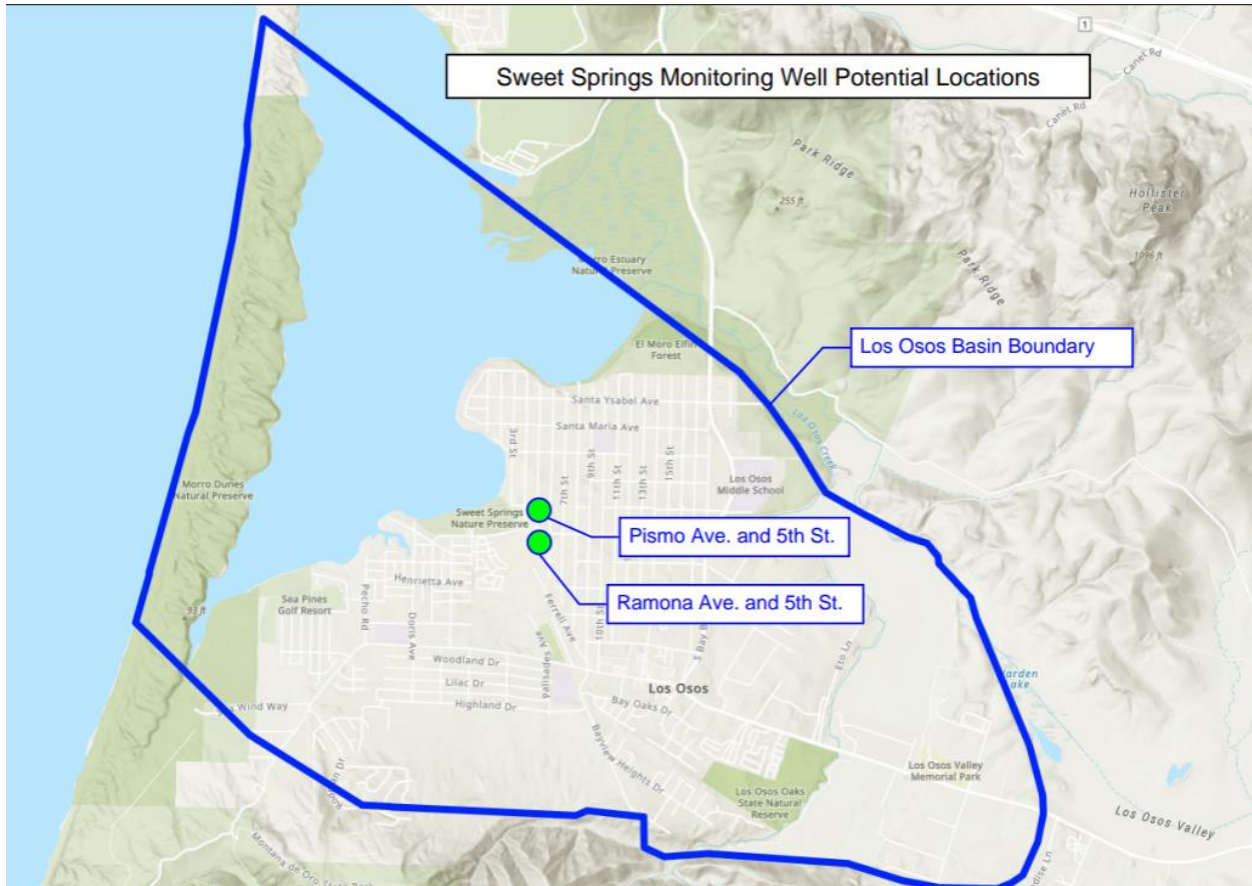 1
Canet Rd
Canet Rd
Sweet Springs Monitoring Well Potential Locations
Park Ridge
Hollister
Peak
255 ft
1096 ft
Park Ridge
Morro Estuary
Natural Preserve
El Moro Elfin
Forest
Los Osos Basin Boundary
Santa Ysabel Ave
Santa Maria Ave
3rd St
7th St
9th St
11th St
13th St
15th St
Los Osos Creek
Los Osos
Middle School
Morro Dunes
Natural Preserve
Sweet Springs
Nature Preserve
Pismo Ave. and 5th St.
Henrietta Ave
Ramona Ave. and 5th St.
Sea Pines
Golf Resort
93 ft
Pecho Rd
Doris Ave
Ferrell Ave
10th St
S Bay B
Eto Ln
Palisades Ave
Woodland Dr
Lilac Dr
Highland Dr
Los Osos
Bay Oaks Dr
Wind Way
Bayview Heights Dr
Los Osos Valley
Memorial Park
Los Osos Oaks
State Natural
Reserve
Los Osos Valley